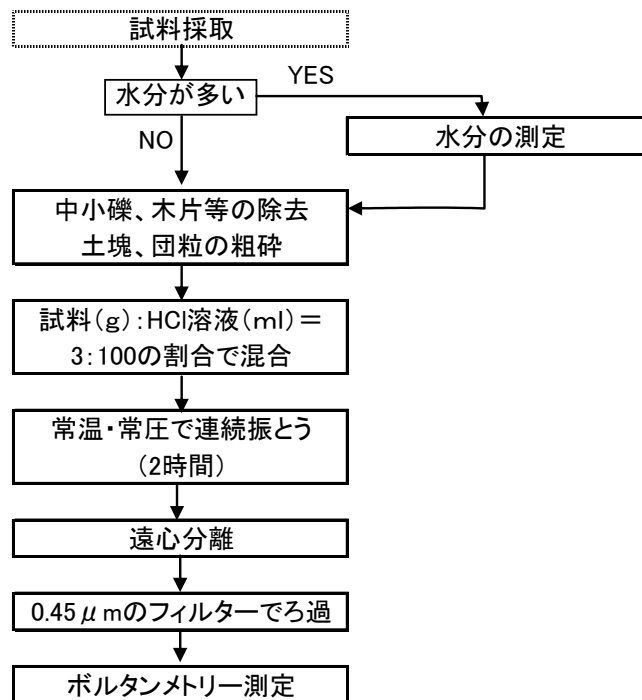 試料採取
水分が多い
YES
NO
水分の測定
中小礫、木片等の除去
土塊、団粒の粗砕
試料(g):HCl溶液(ml)=
3:100の割合で混合
常温・常圧で連続振とう
(2時間)
遠心分離
0.45μmのフィルターでろ過
ボルタンメトリー測定